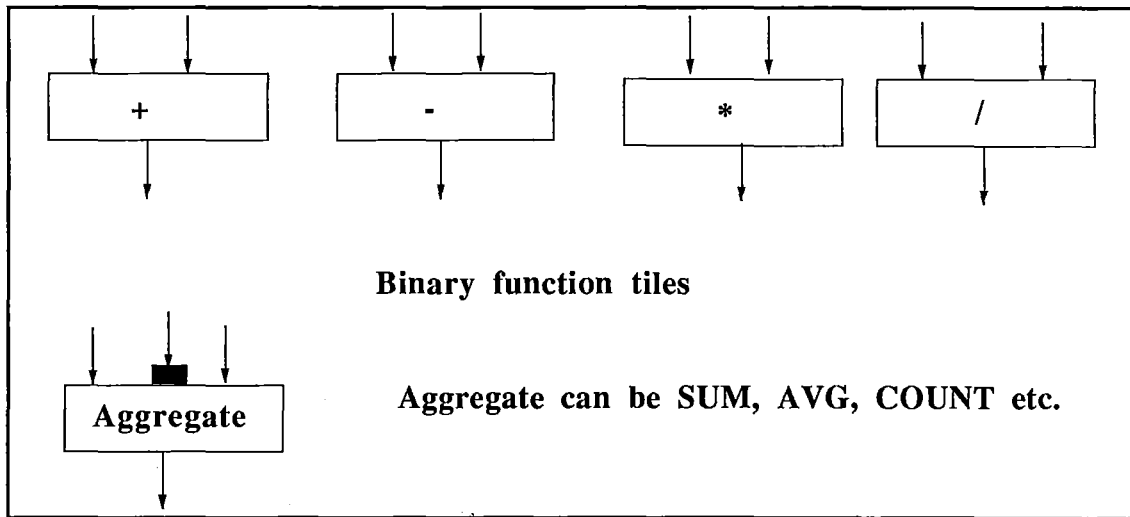 + - * /
Binary function tiles
Aggregate
Aggregate can be SUM, AVG, COUNT etc.